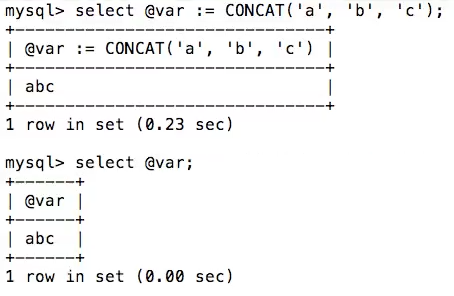 mysql> select @var := CONCAT('a', 'b', 'c');
+-------------------------------+
| @var := CONCAT('a', 'b', 'c') |
+-------------------------------+
| abc                           |
+-------------------------------+
1 row in set (0.23 sec)

mysql> select @var;
+------+
| @var |
+------+
| abc  |
+------+
1 row in set (0.00 sec)